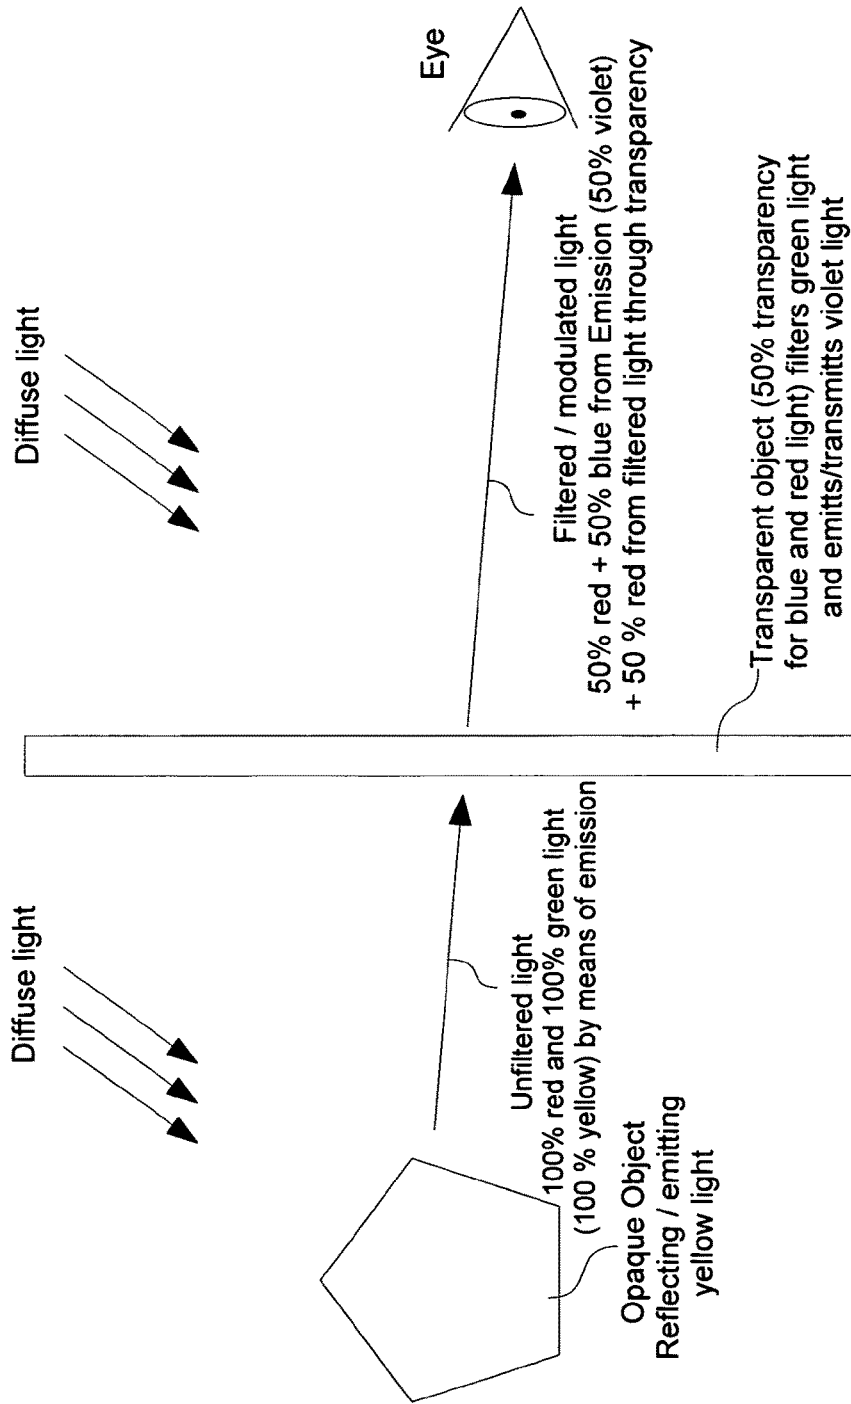 Diffuse light
Diffuse light
Eye
Unfiltered light
100% red and 100% green light
(100 % yellow) by means of emission
Filtered / modulated light
50% red + 50% blue from Emission (50% violet)
+ 50 % red from filtered light through transparency
Opaque Object
Reflecting / emitting
yellow light
Transparent object (50% transparency
for blue and red light) filters green light
and emitts/transmitts violet light